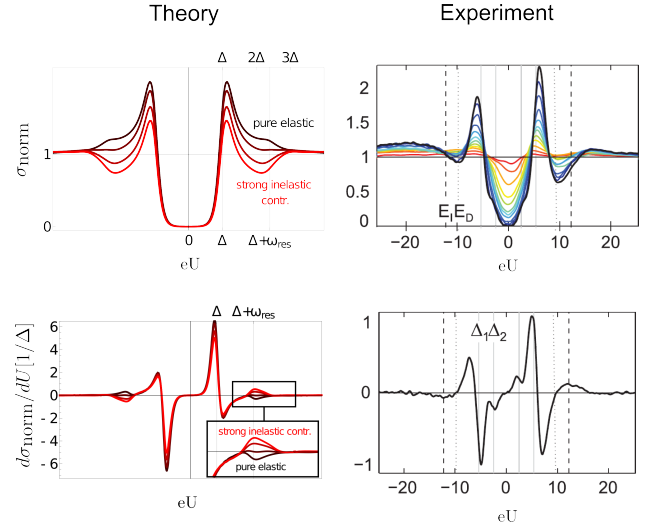 Theory
Experiment
Δ 2Δ 3Δ
σnorm
1
0
pure elastic
strong inelastic
contr.
0 Δ Δ+ωres
eU
2
1.5
1
0.5
0
EIED
−20 −10 0 10 20
eU
Δ Δ+ωres
dσnorm/dU[1/Δ]
6
4
2
0
- 2
- 4
- 6
strong inelastic contr.
pure elastic
eU
1
0
−1
Δ1Δ2
−20 −10 0 10 20
eU